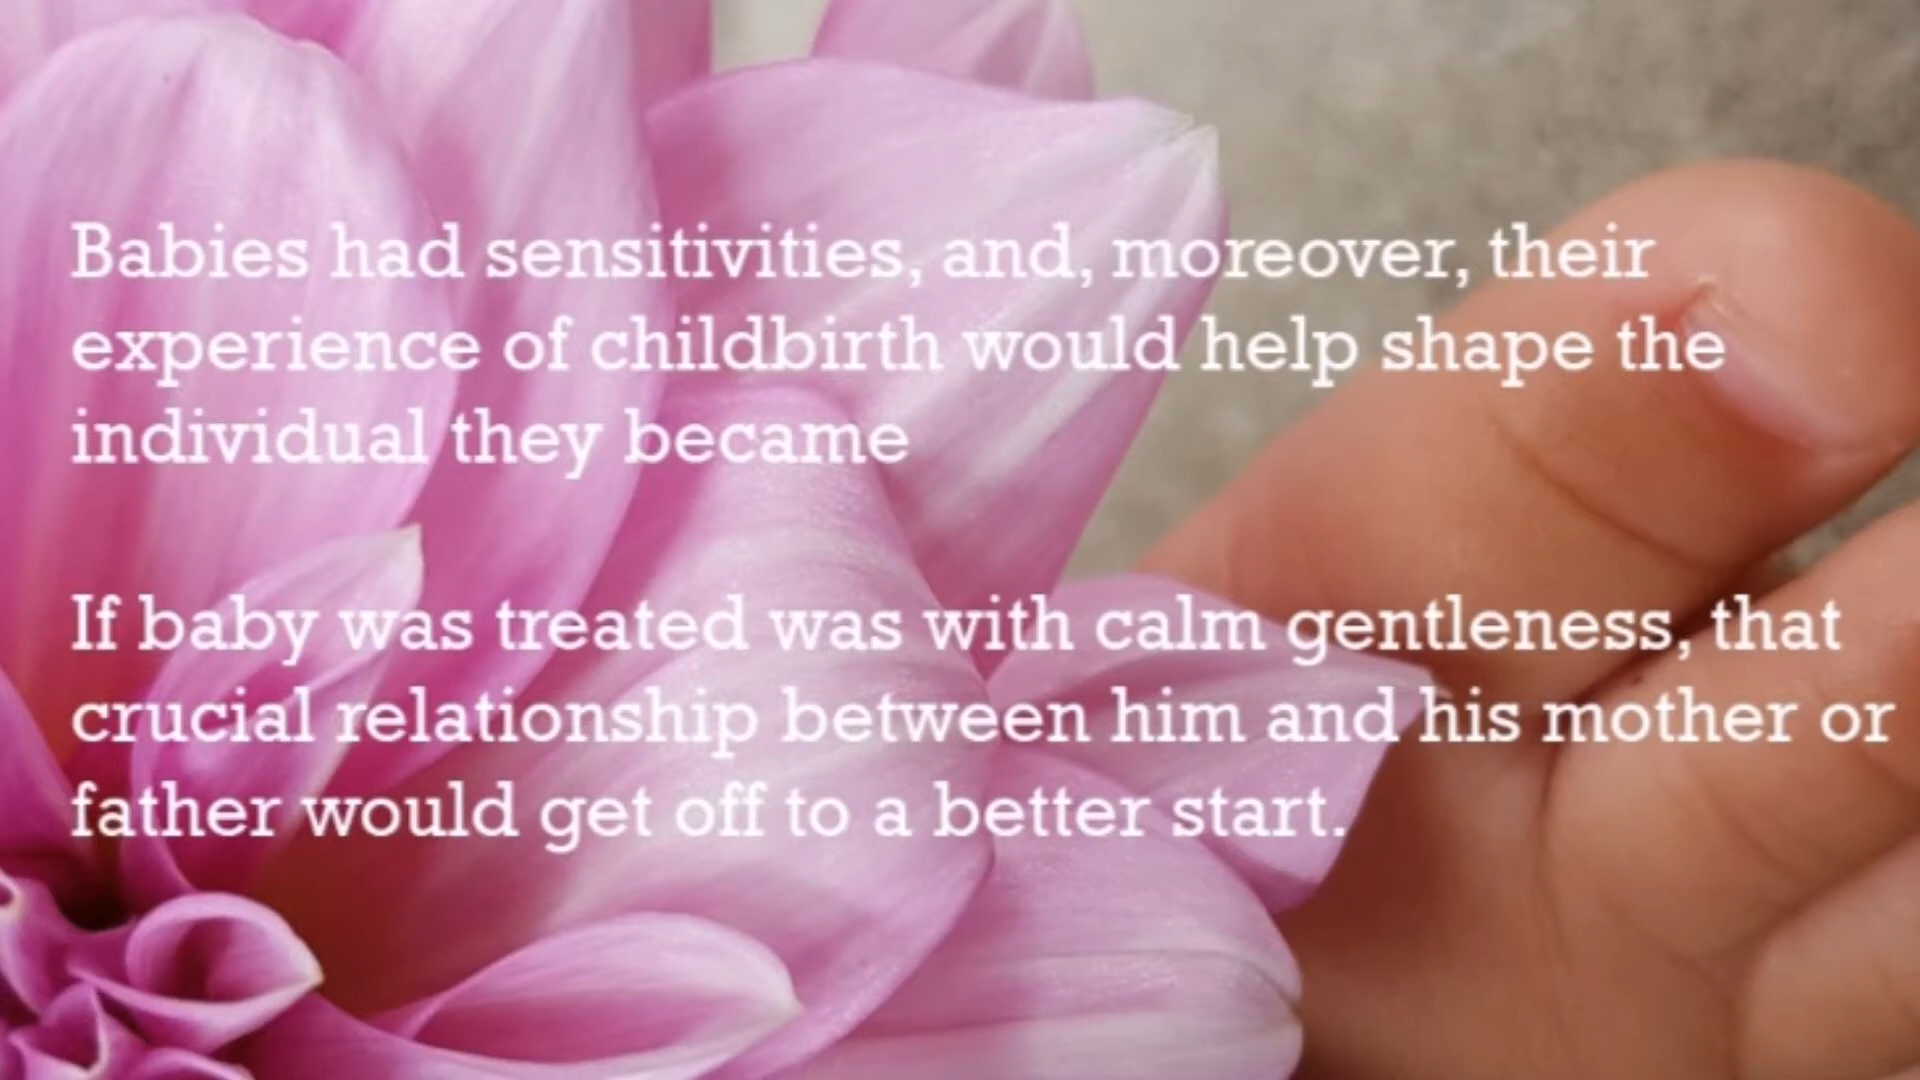 Babies had sensitivities, and, moreover, their
experience of childbirth would help shape the
individual they became
If baby was treated was with calm gentleness, that
crucial relationship between him and his mother or
father would get off to a better start.